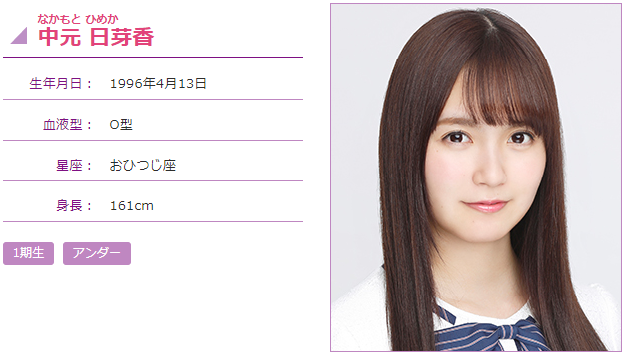 なかもと ひめか
中元 日芽香
生年月日： 1996年4月13日
血液型： O型
星座： おひつじ座
身長： 161cm
1期生 アンダー